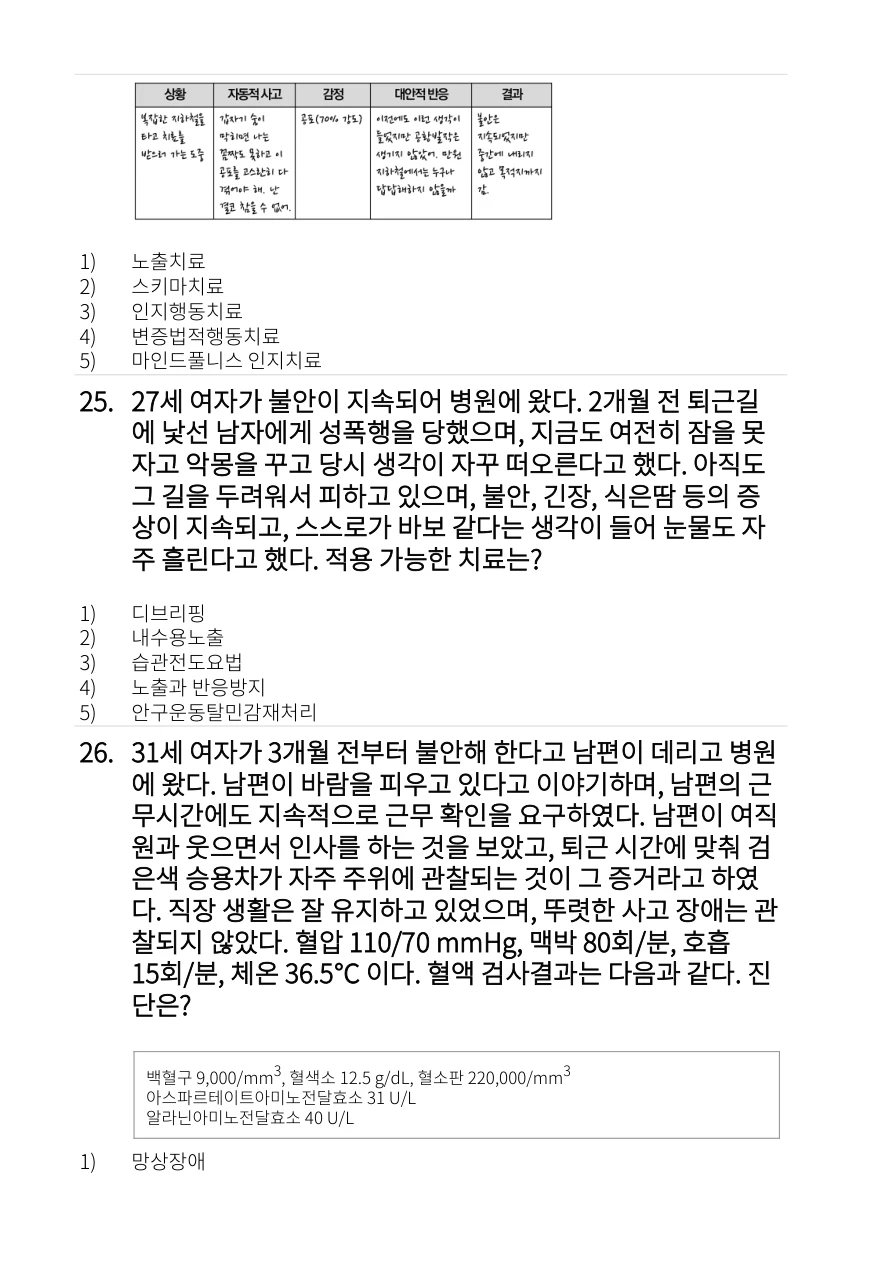 상황 자동적 사고 감정 대안적 반응 결과
복잡한 지하철을 갑자기 숨이 공포(70% 강도) 이전에도 이런 생각이 불안은
타고 치료를 막히면 나는 들었지만 공황발작은 지속되었지만
받으러 가는 도중 꼼짝도 못하고 이 생기지 않았어. 만원 중간에 내리지
공포를 고스란히 다 지하철에서는 누구나 않고 목적지까지
겪어야 해. 난 답답해하지 않을까 감.
결코 참을 수 없어.
1) 노출치료
2) 스키마치료
3) 인지행동치료
4) 변증법적행동치료
5) 마인드풀니스 인지치료
25. 27세 여자가 불안이 지속되어 병원에 왔다. 2개월 전 퇴근길
에 낯선 남자에게 성폭행을 당했으며, 지금도 여전히 잠을 못
자고 악몽을 꾸고 당시 생각이 자꾸 떠오른다고 했다. 아직도
그 길을 두려워서 피하고 있으며, 불안, 긴장, 식은땀 등의 증
상이 지속되고, 스스로가 바보 같다는 생각이 들어 눈물도 자
주 흘린다고 했다. 적용 가능한 치료는?
1) 디브리핑
2) 내수용노출
3) 습관전도요법
4) 노출과 반응방지
5) 안구운동탈민감재처리
26. 31세 여자가 3개월 전부터 불안해 한다고 남편이 데리고 병원
에 왔다. 남편이 바람을 피우고 있다고 이야기하며, 남편의 근
무시간에도 지속적으로 근무 확인을 요구하였다. 남편이 여직
원과 웃으면서 인사를 하는 것을 보았고, 퇴근 시간에 맞춰 검
은색 승용차가 자주 주위에 관찰되는 것이 그 증거라고 하였
다. 직장 생활은 잘 유지하고 있었으며, 뚜렷한 사고 장애는 관
찰되지 않았다. 혈압 110/70 mmHg, 맥박 80회/분, 호흡
15회/분, 체온 36.5℃ 이다. 혈액 검사결과는 다음과 같다. 진
단은?
백혈구 9,000/mm³, 혈색소 12.5 g/dL, 혈소판 220,000/mm³
아스파르테이트아미노전달효소 31 U/L
알라닌아미노전달효소 40 U/L
1) 망상장애